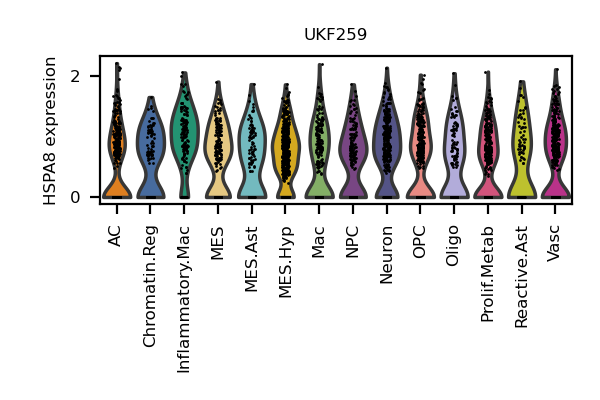 UKF259
HSPA8 expression
2
0
AC
Chromatin.Reg
Inflammatory.Mac
MES
MES.Ast
MES.Hyp
Mac
NPC
Neuron
OPC
Oligo
Prolif.Metab
Reactive.Ast
Vasc